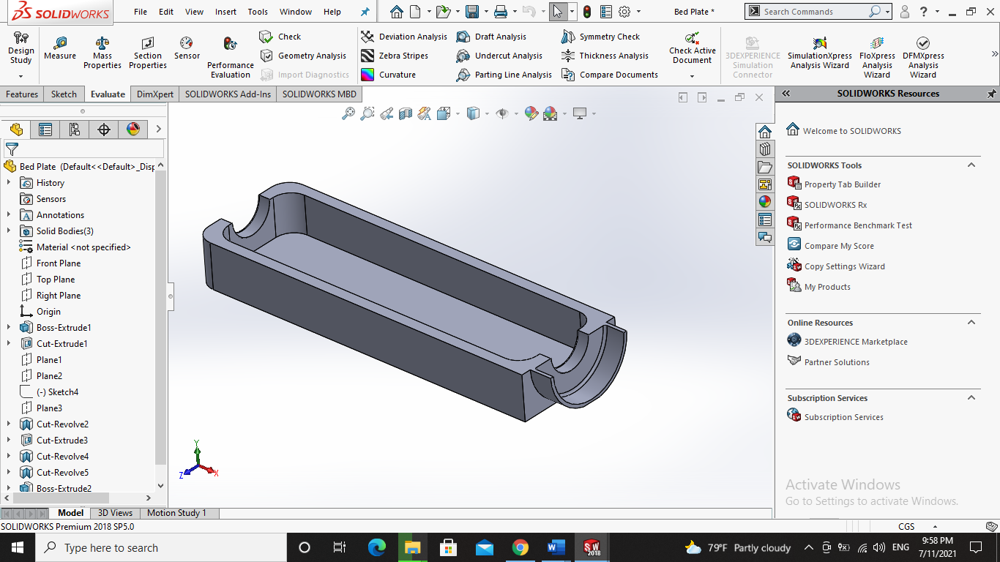 SOLIDWORKS File Edit View Insert Tools Window Help Bed Plate * Search Commands ?
Design Study
Measure
Mass Properties
Section Properties
Sensor
Performance Evaluation
Check
Geometry Analysis
Import Diagnostics
Deviation Analysis
Zebra Stripes
Curvature
Draft Analysis
Undercut Analysis
Parting Line Analysis
Symmetry Check
Thickness Analysis
Compare Documents
Check Active Document
3DEXPERIENCE Simulation Connector
SimulationXpress Analysis Wizard
FloXpress Analysis Wizard
DFMXpress Analysis Wizard
Features Sketch Evaluate DimXpert SOLIDWORKS Add-Ins SOLIDWORKS MBD
Bed Plate (Default<<Default>_Disp
History
Sensors
Annotations
Solid Bodies(3)
Material <not specified>
Front Plane
Top Plane
Right Plane
Origin
Boss-Extrude1
Cut-Extrude1
Plane1
Plane2
(-) Sketch4
Plane3
Cut-Revolve2
Cut-Extrude3
Cut-Revolve4
Cut-Revolve5
Boss-Extrude2
Y
Z
X
SOLIDWORKS Resources
Welcome to SOLIDWORKS
SOLIDWORKS Tools
Property Tab Builder
SOLIDWORKS Rx
Performance Benchmark Test
Compare My Score
Copy Settings Wizard
My Products
Online Resources
3DEXPERIENCE Marketplace
Partner Solutions
Subscription Services
Subscription Services
Activate Windows
Go to Settings to activate Windows.
Model 3D Views Motion Study 1
SOLIDWORKS Premium 2018 SP5.0
CGS
Type here to search
SW 2018
79°F Partly cloudy
ENG
9:58 PM
7/11/2021